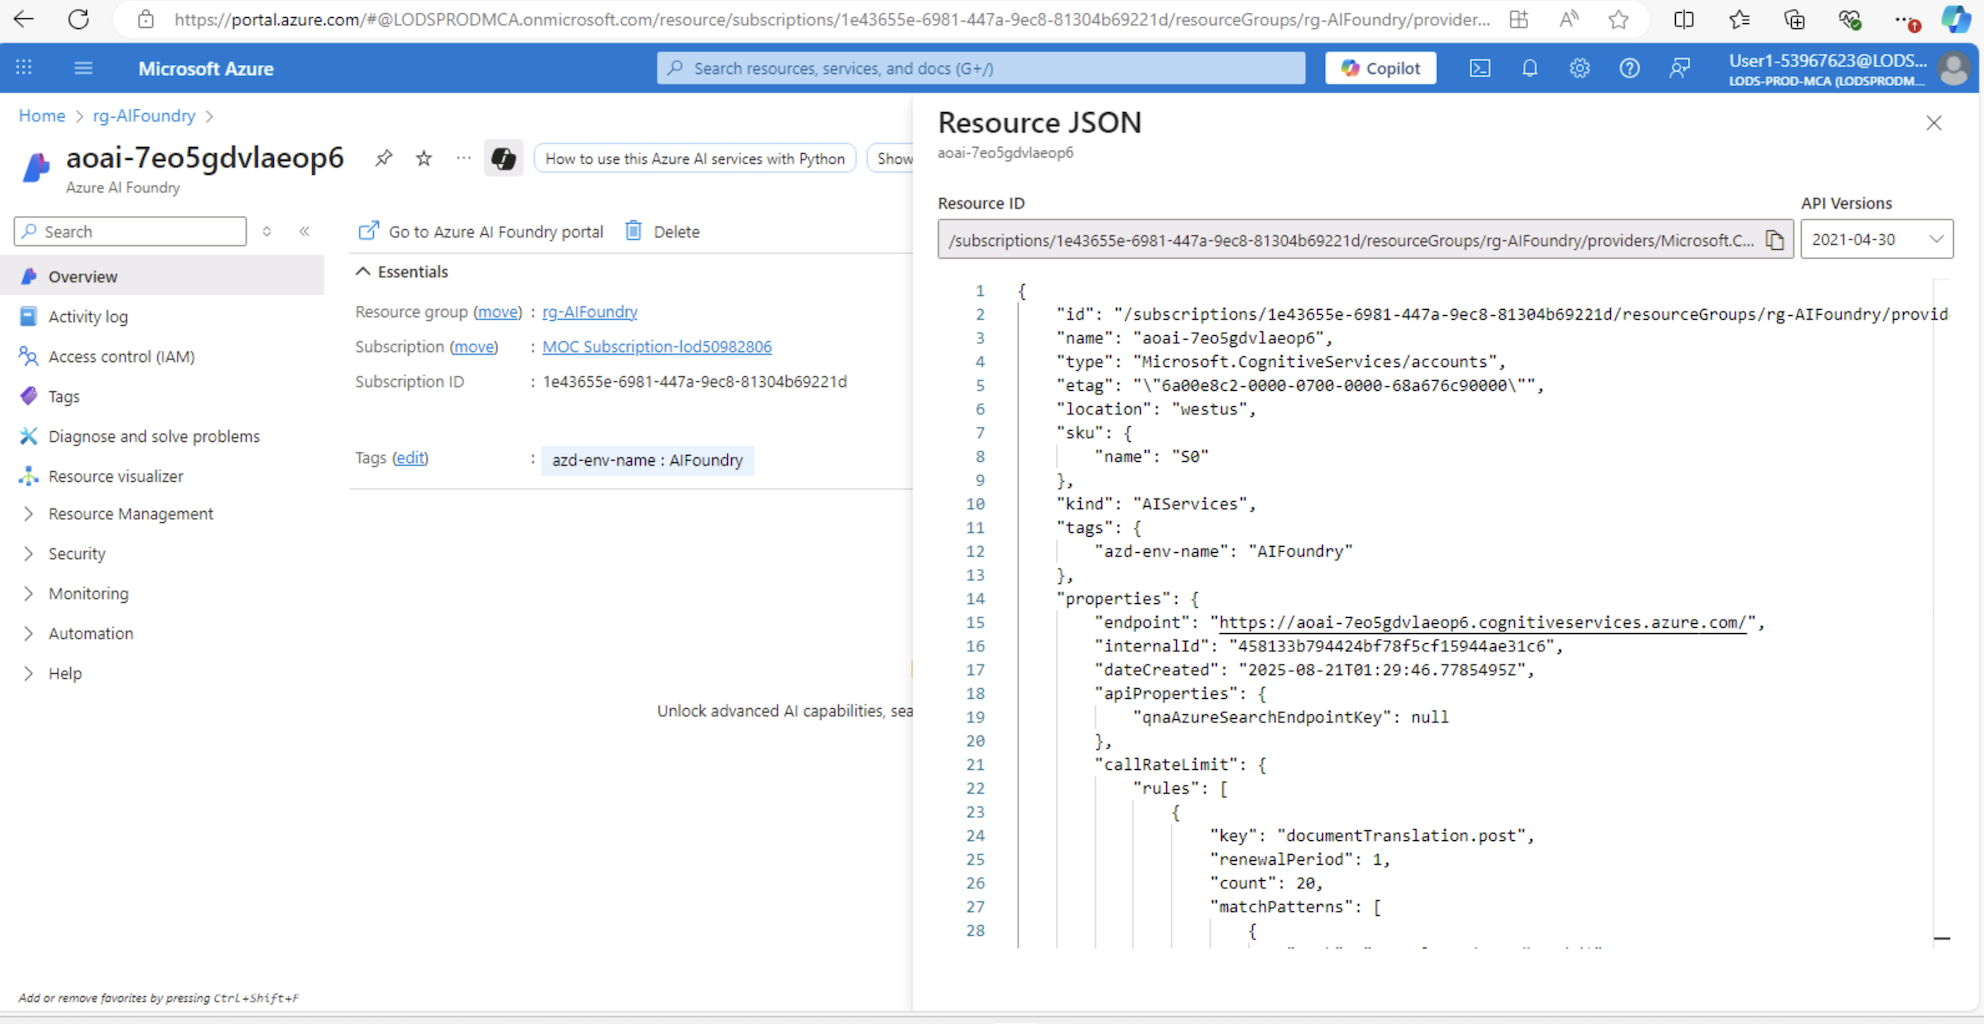 https://portal.azure.com/#@LODSPRODMCA.onmicrosoft.com/resource/subscriptions/1e43655e-6981-447a-9ec8-81304b69221d/resourceGroups/rg-AIFoundry/provider...
Microsoft Azure
Search resources, services, and docs (G+/)
Copilot
User1-53967623@LODS...
LODS-PROD-MCA (LODSPRODM...
Home > rg-AIFoundry >
aoai-7eo5gdvlaeop6
Azure AI Foundry
How to use this Azure AI services with Python
Show
Search
Overview
Activity log
Access control (IAM)
Tags
Diagnose and solve problems
Resource visualizer
Resource Management
Security
Monitoring
Automation
Help
Add or remove favorites by pressing Ctrl+Shift+F
Go to Azure AI Foundry portal
Delete
Essentials
Resource group (move) : rg-AIFoundry
Subscription (move) : MOC Subscription-lod50982806
Subscription ID : 1e43655e-6981-447a-9ec8-81304b69221d
Tags (edit) : azd-env-name : AIFoundry
Unlock advanced AI capabilities, sea
Resource JSON
aoai-7eo5gdvlaeop6
Resource ID
/subscriptions/1e43655e-6981-447a-9ec8-81304b69221d/resourceGroups/rg-AIFoundry/providers/Microsoft.C...
API Versions
2021-04-30
1 {
2 "id": "/subscriptions/1e43655e-6981-447a-9ec8-81304b69221d/resourceGroups/rg-AIFoundry/provid
3 "name": "aoai-7eo5gdvlaeop6",
4 "type": "Microsoft.CognitiveServices/accounts",
5 "etag": "\"6a00e8c2-0000-0700-0000-68a676c90000\"",
6 "location": "westus",
7 "sku": {
8 "name": "S0"
9 },
10 "kind": "AIServices",
11 "tags": {
12 "azd-env-name": "AIFoundry"
13 },
14 "properties": {
15 "endpoint": "https://aoai-7eo5gdvlaeop6.cognitiveservices.azure.com/",
16 "internalId": "458133b794424bf78f5cf15944ae31c6",
17 "dateCreated": "2025-08-21T01:29:46.7785495Z",
18 "apiProperties": {
19 "qnaAzureSearchEndpointKey": null
20 },
21 "callRateLimit": {
22 "rules": [
23 {
24 "key": "documentTranslation.post",
25 "renewalPeriod": 1,
26 "count": 20,
27 "matchPatterns": [
28 {